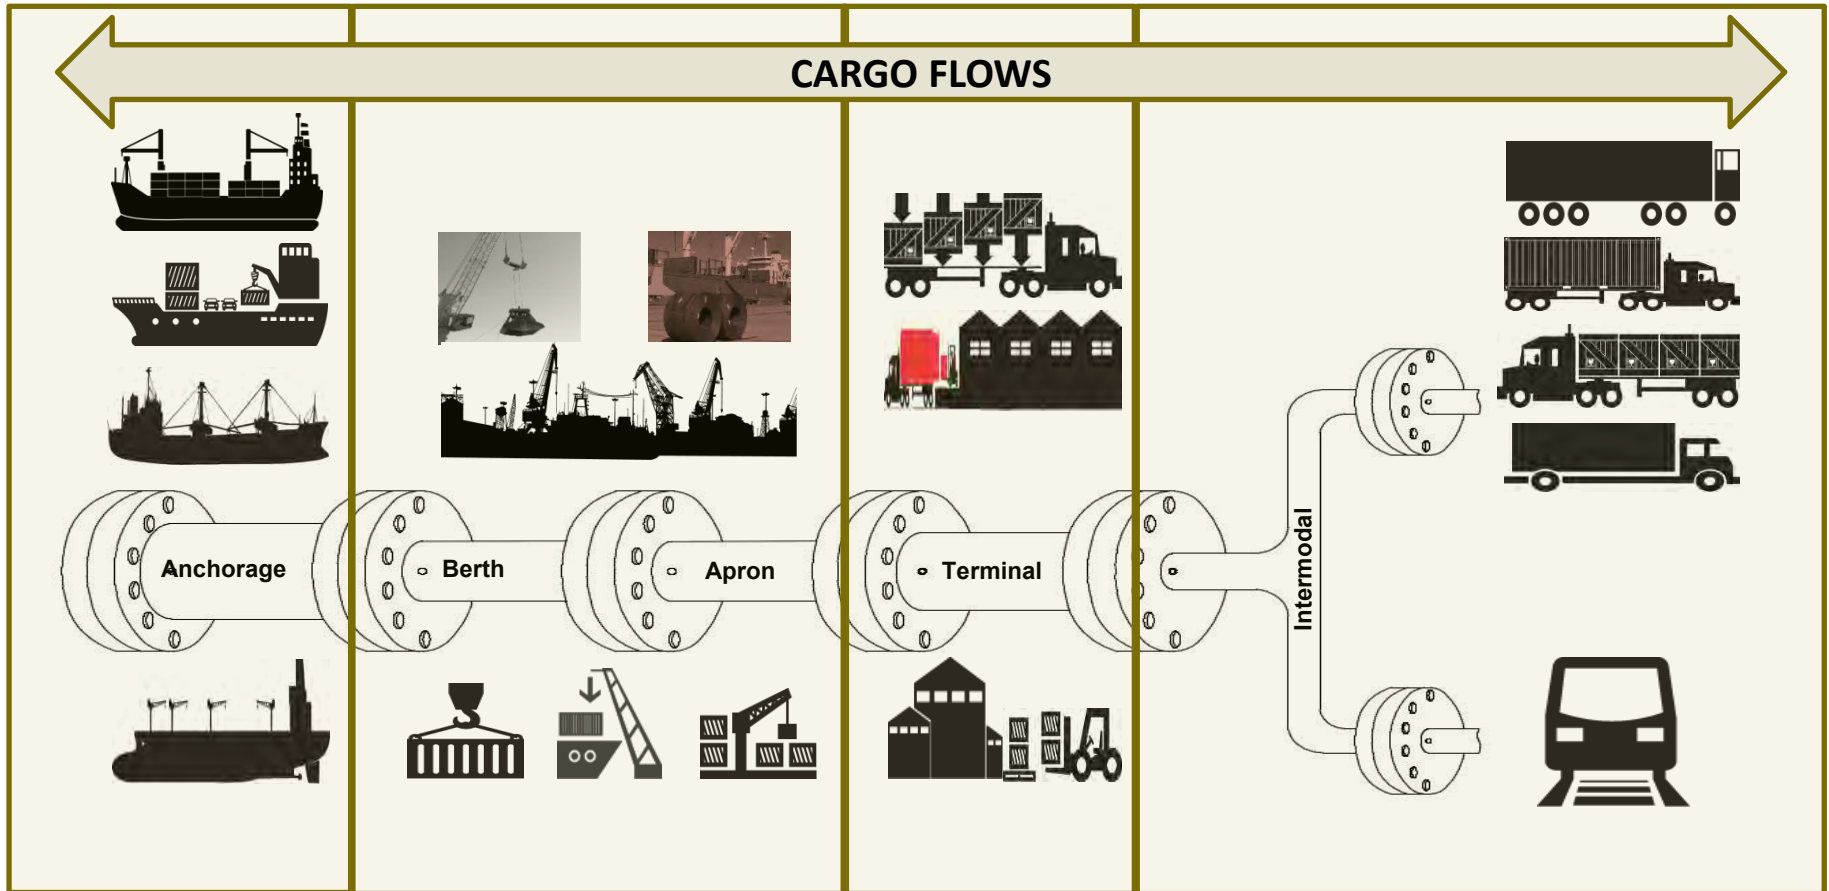 CARGO FLOWS
Anchorage
Berth
Apron
Terminal
Intermodal